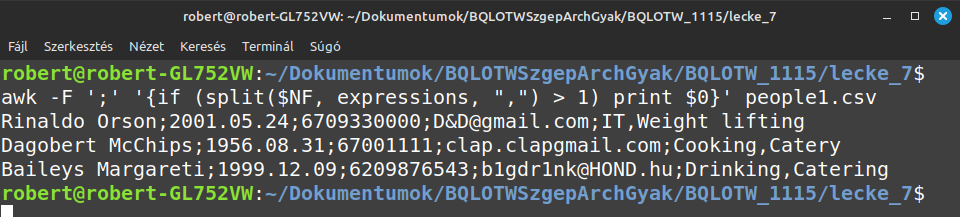 robert@robert-GL752VW: ~/Dokumentumok/BQLOTWSzgepArchGyak/BQLOTW_1115/lecke_7
Fájl Szerkesztés Nézet Keresés Terminál Súgó
robert@robert-GL752VW:~/Dokumentumok/BQLOTWSzgepArchGyak/BQLOTW_1115/lecke_7$
awk -F ';' '{if (split($NF, expressions, ",") > 1) print $0}' people1.csv
Rinaldo Orson;2001.05.24;6709330000;D&D@gmail.com;IT,Weight lifting
Dagobert McChips;1956.08.31;67001111;clap.clapgmail.com;Cooking,Catery
Baileys Margareti;1999.12.09;6209876543;b1gdr1nk@HOND.hu;Drinking,Catering
robert@robert-GL752VW:~/Dokumentumok/BQLOTWSzgepArchGyak/BQLOTW_1115/lecke_7$